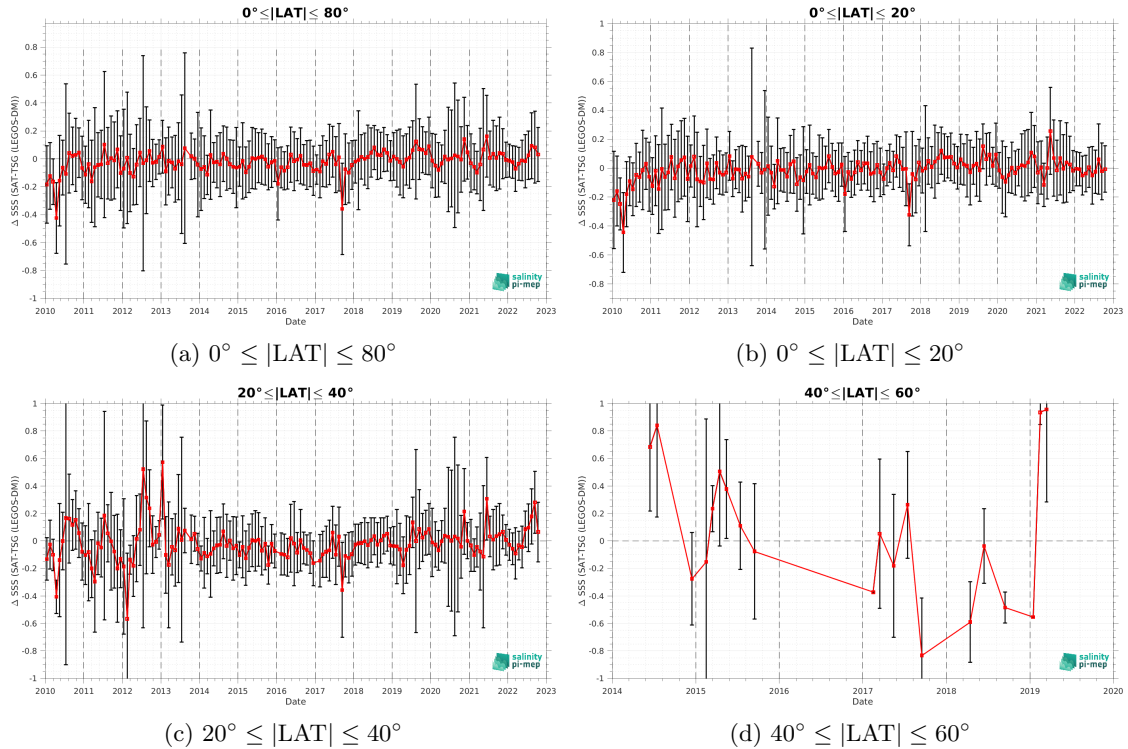 0°≤|LAT|≤ 80°
Δ SSS (SAT-TSG (LEGOS-DM))
0.8
0.6
0.4
0.2
0
-0.2
-0.4
-0.6
-0.8
-1
2010 2011 2012 2013 2014 2015 2016 2017 2018 2019 2020 2021 2022 2023
Date
salinity
pi-mep
(a) 0° ≤ |LAT| ≤ 80°
0°≤|LAT|≤ 20°
Δ SSS (SAT-TSG (LEGOS-DM))
1
0.8
0.6
0.4
0.2
0
-0.2
-0.4
-0.6
-0.8
2010 2011 2012 2013 2014 2015 2016 2017 2018 2019 2020 2021 2022 2023
Date
salinity
pi-mep
(b) 0° ≤ |LAT| ≤ 20°
20°≤|LAT|≤ 40°
Δ SSS (SAT-TSG (LEGOS-DM))
1
0.8
0.6
0.4
0.2
0
-0.2
-0.4
-0.6
-0.8
-1
2010 2011 2012 2013 2014 2015 2016 2017 2018 2019 2020 2021 2022 2023
Date
salinity
pi-mep
(c) 20° ≤ |LAT| ≤ 40°
40°≤|LAT|≤ 60°
Δ SSS (SAT-TSG (LEGOS-DM))
1
0.8
0.6
0.4
0.2
0
-0.2
-0.4
-0.6
-0.8
-1
2014 2015 2016 2017 2018 2019 2020
Date
salinity
pi-mep
(d) 40° ≤ |LAT| ≤ 60°